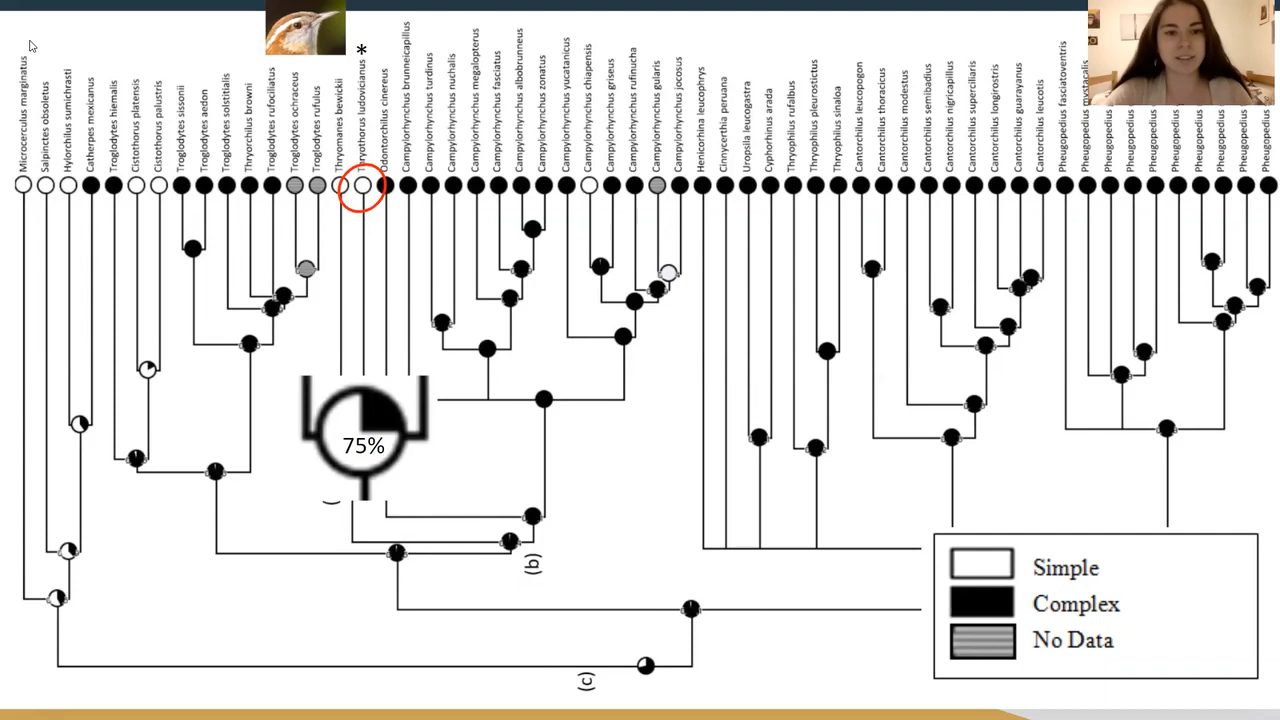 *
Microcerculus marginatus
Salpinctes obsoletus
Hylorchilus sumichrasti
Catherpes mexicanus
Troglodytes hiemalis
Cistothorus platensis
Cistothorus palustris
Troglodytes sissonii
Troglodytes aedon
Troglodytes solstitialis
Thryorchilus browni
Troglodytes rufociliatus
Troglodytes ochraceus
Troglodytes rufulus
Thryomanes bewickii
Thryothorus ludovicianus
Odontorchilus cinereus
Campylorhynchus brunneicapillus
Campylorhynchus turdinus
Campylorhynchus nuchalis
Campylorhynchus megalopterus
Campylorhynchus fasciatus
Campylorhynchus albobrunneus
Campylorhynchus zonatus
Campylorhynchus yucatanicus
Campylorhynchus chiapensis
Campylorhynchus griseus
Campylorhynchus rufinucha
Campylorhynchus gularis
Campylorhynchus jocosus
Henicorhina leucophrys
Cinnycerthia peruana
Uropsila leucogastra
Cyphorhinus arada
Thryophilus rufalbus
Thryophilus pleurostictus
Thryophilus sinaloa
Cantorchilus leucopogon
Cantorchilus thoracicus
Cantorchilus modestus
Cantorchilus semibadius
Cantorchilus nigricapillus
Cantorchilus superciliaris
Cantorchilus longirostris
Cantorchilus guarayanus
Cantorchilus leucotis
Pheugopedius fasciatoventris
Pheugopedius mystacalis
Pheugopedius
Pheugopedius
Pheugopedius
Pheugopedius
Pheugopedius
Pheugopedius
Pheugopedius
Pheugopedius
75%
(b)
(c)
Simple
Complex
No Data